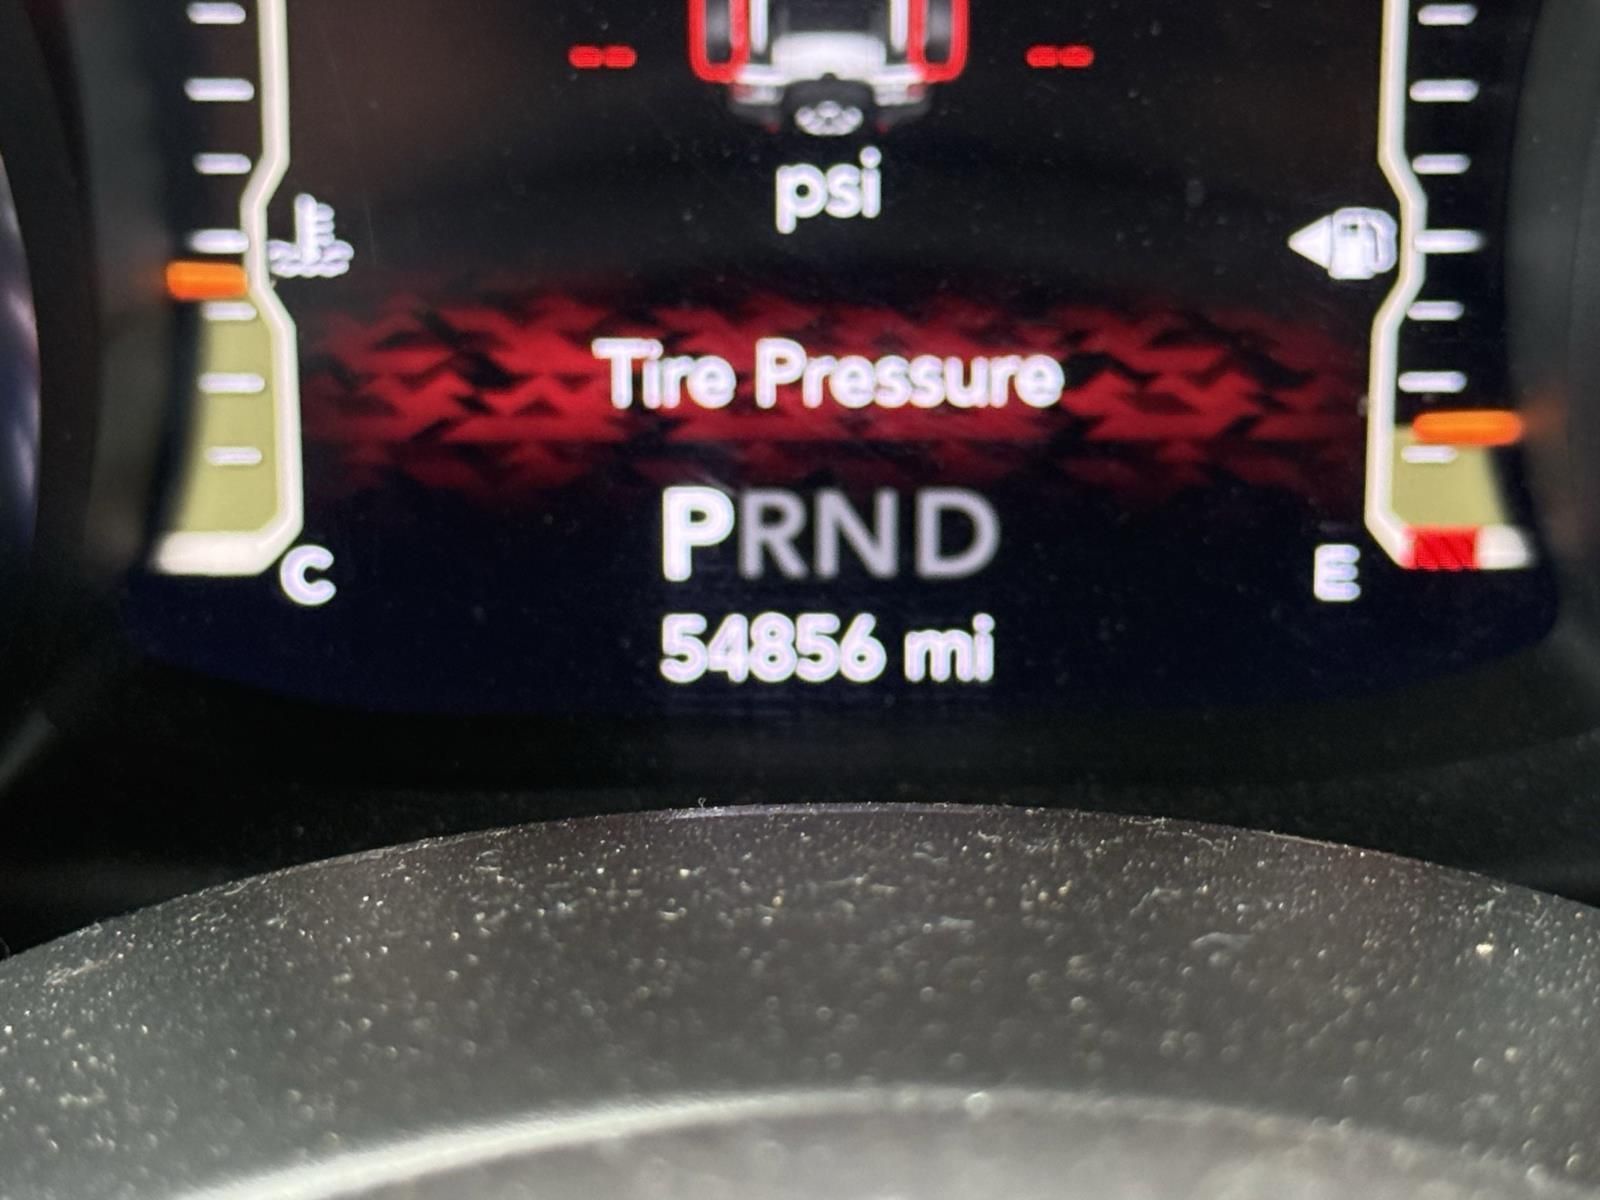 -- --
psi
Tire Pressure
PRND
C E
54856 mi